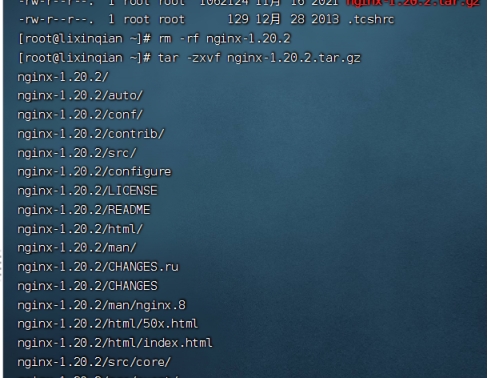 -rw-r--r--. 1 root root 1062124 11月 16 2021 nginx-1.20.2.tar.gz
-rw-r--r--. 1 root root 129 12月 28 2013 .tcshrc
[root@lixinqian ~]# rm -rf nginx-1.20.2
[root@lixinqian ~]# tar -zxvf nginx-1.20.2.tar.gz
nginx-1.20.2/
nginx-1.20.2/auto/
nginx-1.20.2/conf/
nginx-1.20.2/contrib/
nginx-1.20.2/src/
nginx-1.20.2/configure
nginx-1.20.2/LICENSE
nginx-1.20.2/README
nginx-1.20.2/html/
nginx-1.20.2/man/
nginx-1.20.2/CHANGES.ru
nginx-1.20.2/CHANGES
nginx-1.20.2/man/nginx.8
nginx-1.20.2/html/50x.html
nginx-1.20.2/html/index.html
nginx-1.20.2/src/core/